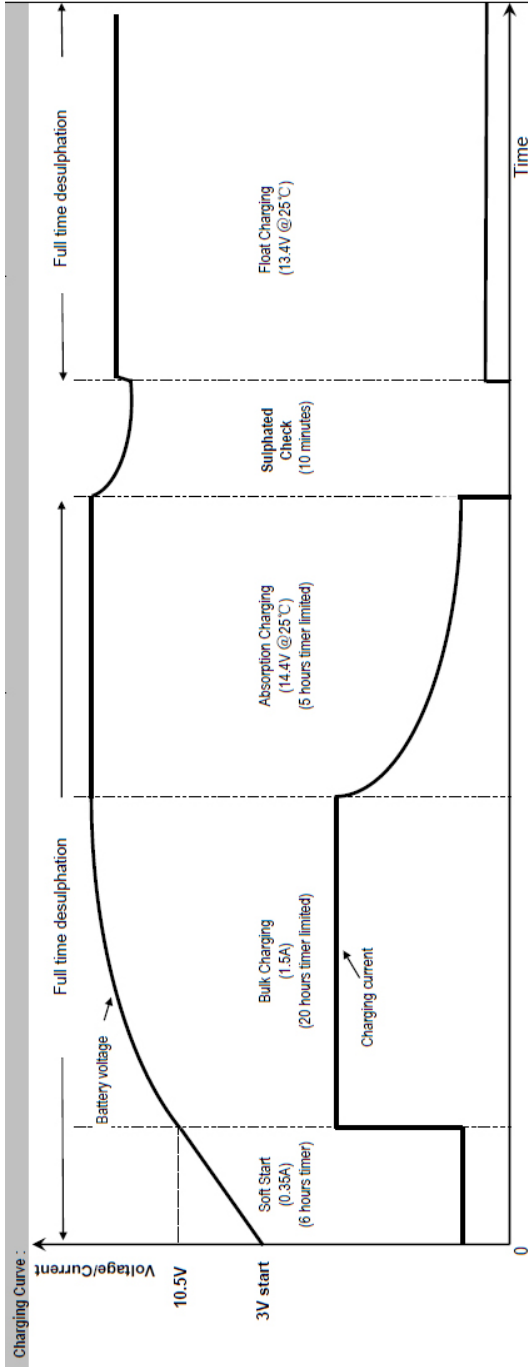 Charging Curve :
Full time desulphation
Full time desulphation
Voltage/Current
Battery voltage
10.5V
3V start
Soft Start
(0.35A)
(6 hours timer)
Bulk Charging
(1.5A)
(20 hours timer limited)
Absorption Charging
(14.4V @25℃)
(5 hours timer limited)
Sulphated
Check
(10 minutes)
Float Charging
(13.4V @25℃)
Charging current
0
Time